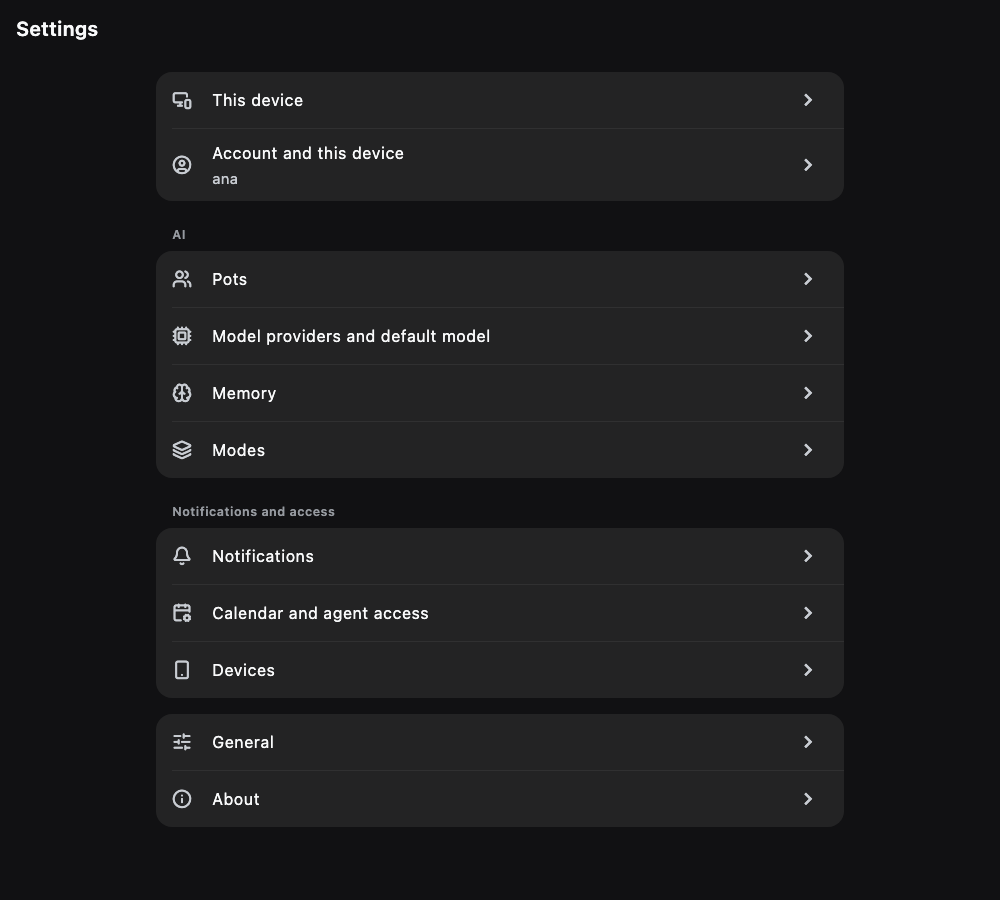 Settings
This device
Account and this device
ana
AI
Pots
Model providers and default model
Memory
Modes
Notifications and access
Notifications
Calendar and agent access
Devices
General
About